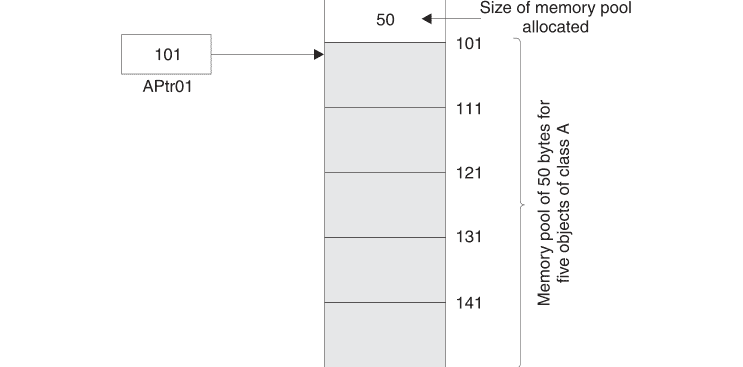 Size of memory pool
allocated
50
101
101
APtr01
111
121
131
141
Memory pool of 50 bytes for
five objects of class A